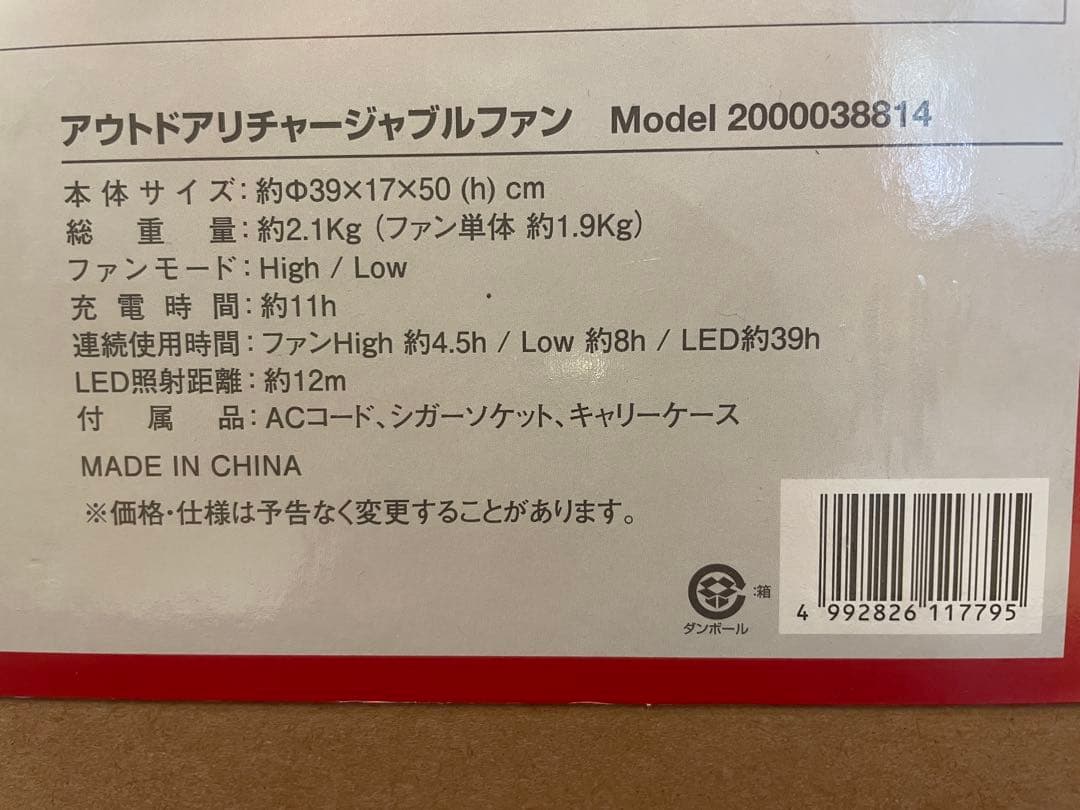 アウトドアリチャージャブルファン Model 2000038814
本体サイズ:約Φ39×17×50 (h) cm
総重量:約2.1Kg (ファン単体 約1.9Kg)
ファンモード:High / Low
充電時間:約11h
連続使用時間:ファンHigh 約4.5h / Low 約8h / LED約39h
LED照射距離:約12m
付属品:ACコード、シガーソケット、キャリーケース
MADE IN CHINA
※価格・仕様は予告なく変更することがあります。
:箱
ダンボール
4 992826 117795